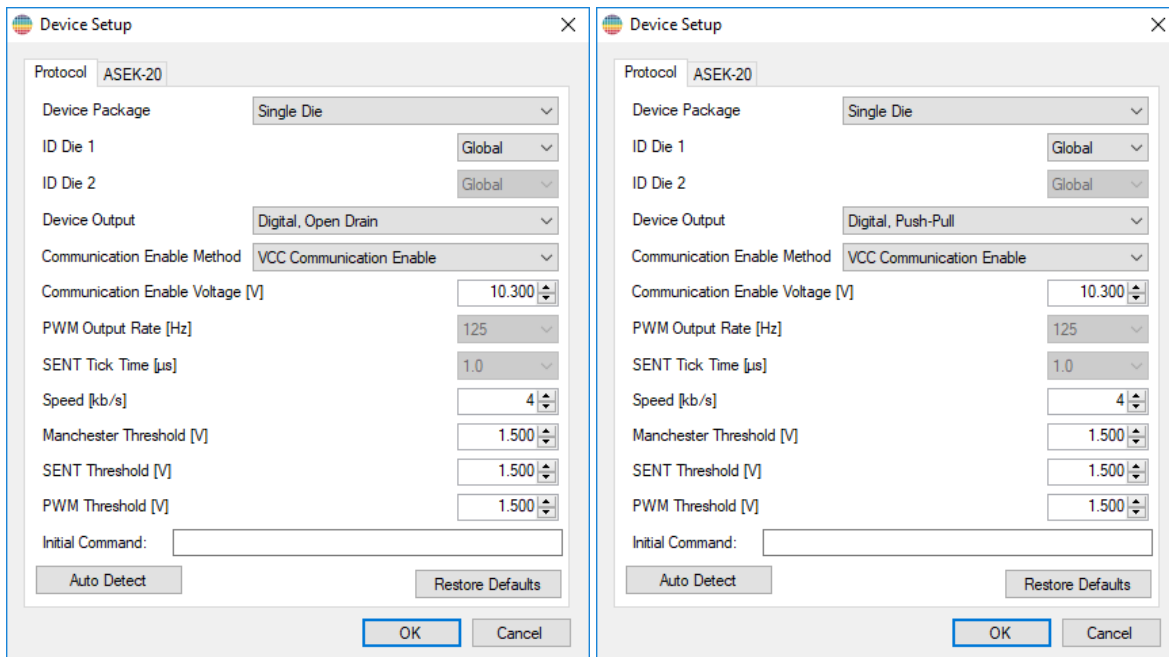 Device Setup
Protocol ASEK-20
Device Package Single Die
ID Die 1 Global
ID Die 2 Global
Device Output Digital, Open Drain
Communication Enable Method VCC Communication Enable
Communication Enable Voltage [V] 10.300
PWM Output Rate [Hz] 125
SENT Tick Time [µs] 1.0
Speed [kb/s] 4
Manchester Threshold [V] 1.500
SENT Threshold [V] 1.500
PWM Threshold [V] 1.500
Initial Command:
Auto Detect Restore Defaults
OK Cancel
Device Setup
Protocol ASEK-20
Device Package Single Die
ID Die 1 Global
ID Die 2 Global
Device Output Digital, Push-Pull
Communication Enable Method VCC Communication Enable
Communication Enable Voltage [V] 10.300
PWM Output Rate [Hz] 125
SENT Tick Time [µs] 1.0
Speed [kb/s] 4
Manchester Threshold [V] 1.500
SENT Threshold [V] 1.500
PWM Threshold [V] 1.500
Initial Command:
Auto Detect Restore Defaults
OK Cancel